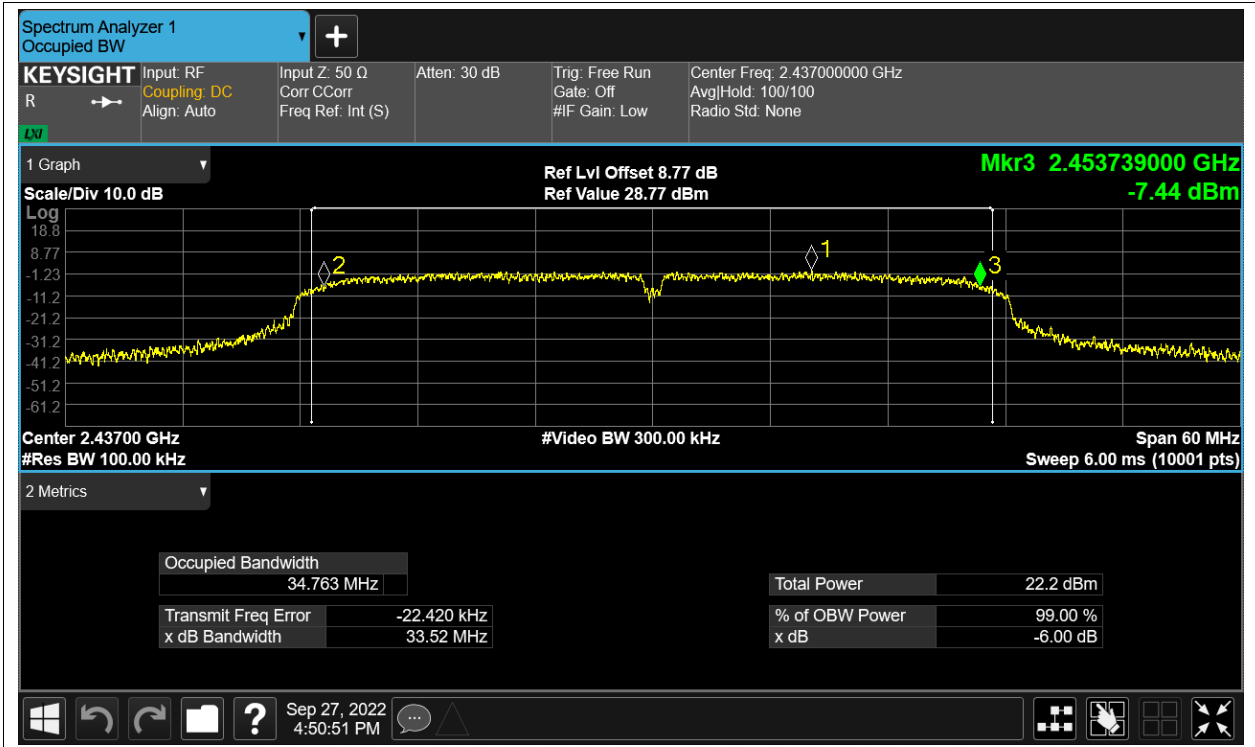 Spectrum Analyzer 1
Occupied BW
+
KEYSIGHT
R
LXI
Input: RF
Coupling: DC
Align: Auto
Input Z: 50 Ω
Corr CCorr
Freq Ref: Int (S)
Atten: 30 dB
Trig: Free Run
Gate: Off
#IF Gain: Low
Center Freq: 2.437000000 GHz
Avg|Hold: 100/100
Radio Std: None
1 Graph
Ref Lvl Offset 8.77 dB
Mkr3 2.453739000 GHz
Scale/Div 10.0 dB
Ref Value 28.77 dBm
-7.44 dBm
Log
18.8
8.77
-1.23
-11.2
-21.2
-31.2
-41.2
-51.2
-61.2
2
1
3
Center 2.43700 GHz
#Video BW 300.00 kHz
Span 60 MHz
#Res BW 100.00 kHz
Sweep 6.00 ms (10001 pts)
2 Metrics
Occupied Bandwidth
34.763 MHz
Total Power 22.2 dBm
Transmit Freq Error -22.420 kHz
% of OBW Power 99.00 %
x dB Bandwidth 33.52 MHz
x dB -6.00 dB
?
Sep 27, 2022
4:50:51 PM